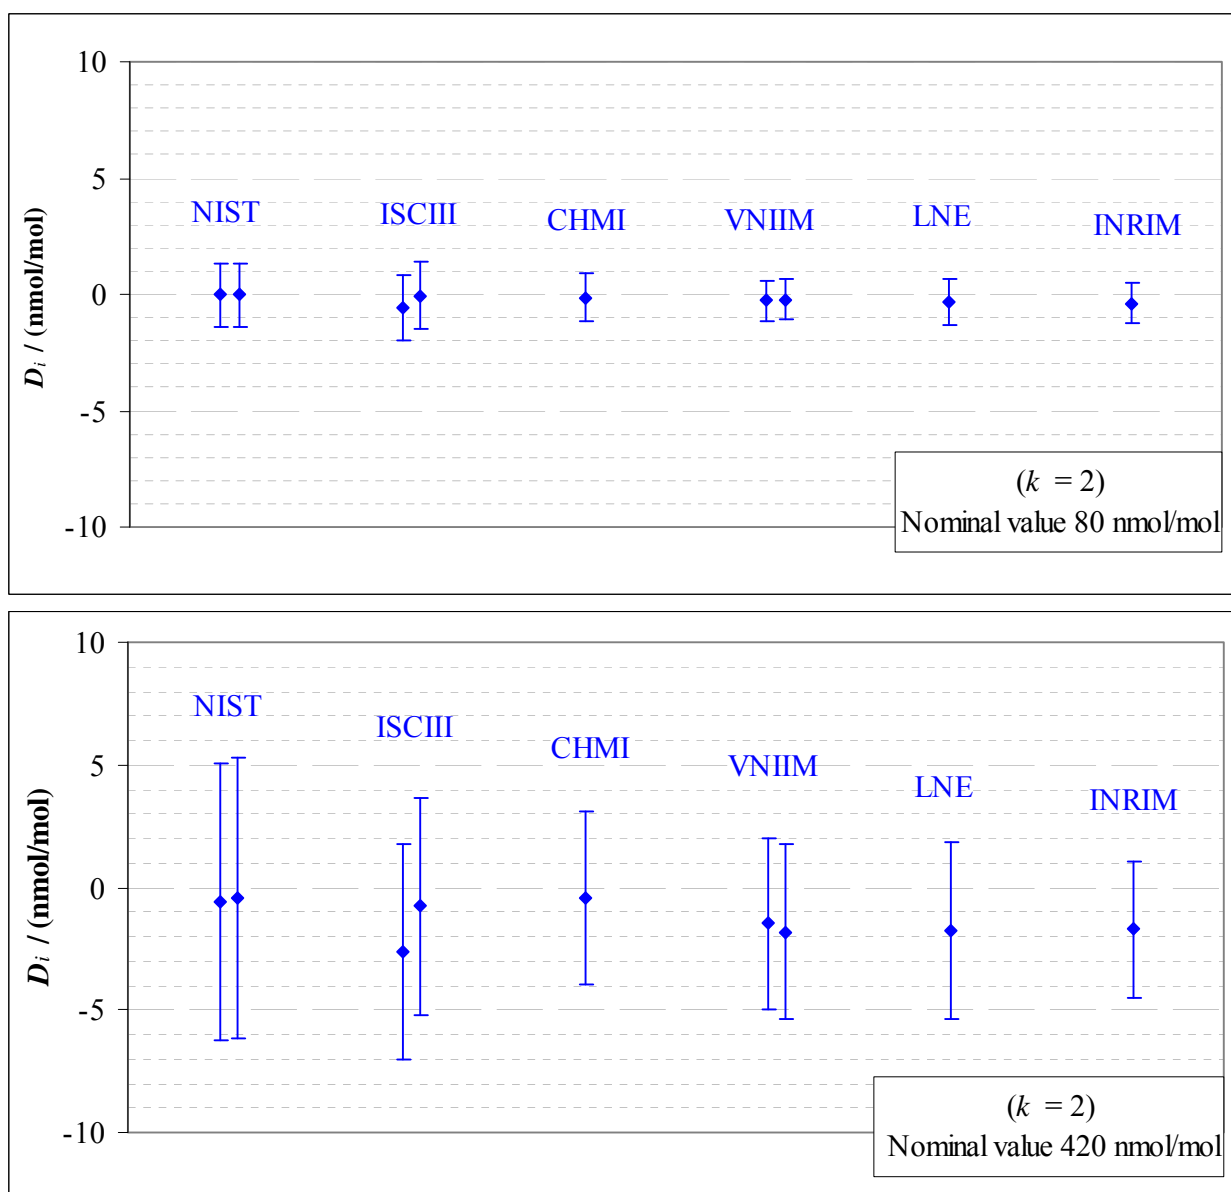 10
5
0
-5
-10
Di / (nmol/mol)
NIST
ISCIII
CHMI
VNIIM
LNE
INRIM
(k = 2)
Nominal value 80 nmol/mol
10
5
0
-5
-10
Di / (nmol/mol)
NIST
ISCIII
CHMI
VNIIM
LNE
INRIM
(k = 2)
Nominal value 420 nmol/mol